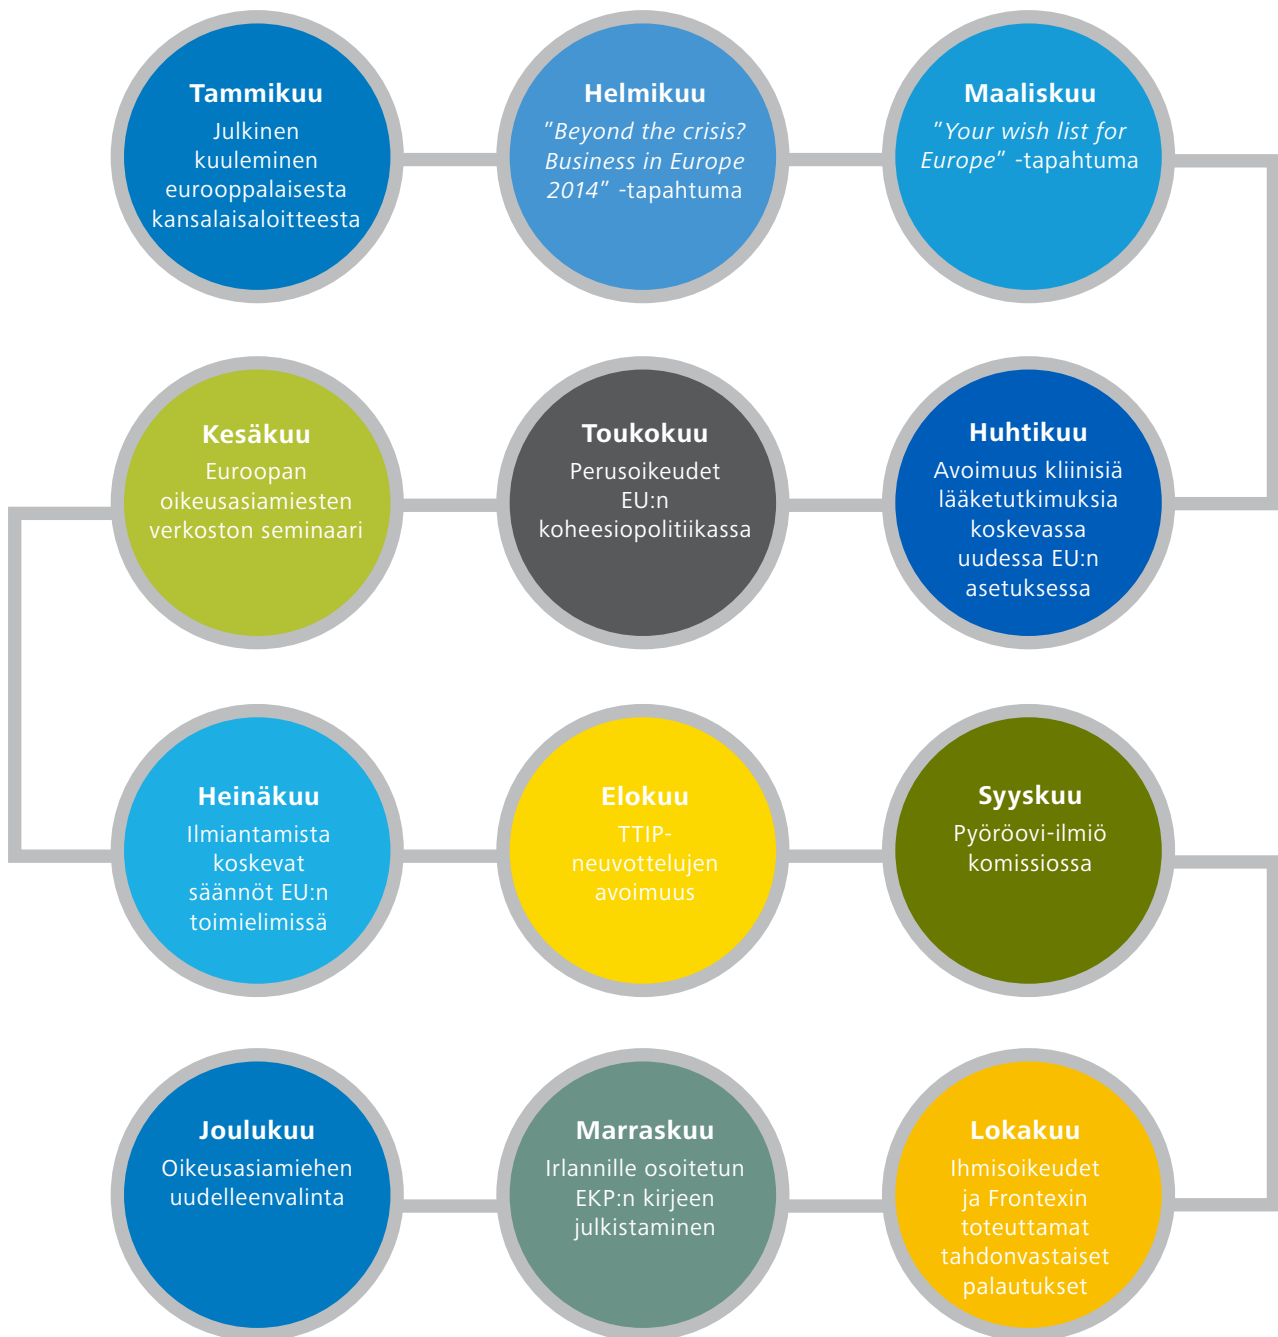 Tammikuu
Julkinen
kuuleminen
eurooppalaisesta
kansalaisaloitteesta
Helmikuu
"Beyond the crisis?
Business in Europe
2014" -tapahtuma
Maaliskuu
"Your wish list for
Europe" -tapahtuma
Huhtikuu
Avoimuus kliinisiä
lääketutkimuksia
koskevassa
uudessa EU:n
asetuksessa
Toukokuu
Perusoikeudet
EU:n
koheesiopolitiikassa
Kesäkuu
Euroopan
oikeusasiamiesten
verkoston seminaari
Heinäkuu
Ilmiantamista
koskevat
säännöt EU:n
toimielimissä
Elokuu
TTIP-
neuvottelujen
avoimuus
Syyskuu
Pyöröovi-ilmiö
komissiossa
Lokakuu
Ihmisoikeudet
ja Frontexin
toteuttamat
tahdonvastaiset
palautukset
Marraskuu
Irlannille osoitetun
EKP:n kirjeen
julkistaminen
Joulukuu
Oikeusasiamiehen
uudelleenvalinta